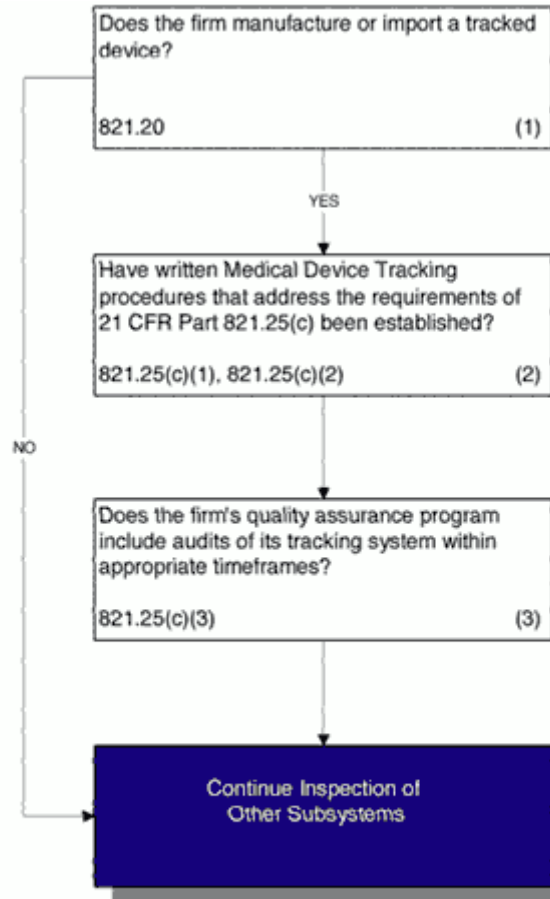 Does the firm manufacture or import a tracked
device?
821.20 (1)
YES
Have written Medical Device Tracking
procedures that address the requirements of
21 CFR Part 821.25(c) been established?
821.25(c)(1), 821.25(c)(2) (2)
NO
Does the firm's quality assurance program
include audits of its tracking system within
appropriate timeframes?
821.25(c)(3) (3)
Continue Inspection of
Other Subsystems